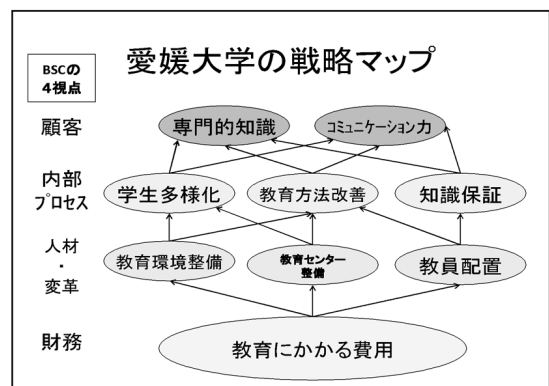 BSCの
4視点
愛媛大学の戦略マップ
顧客
専門的知識
コミュニケーション力
内部
プロセス
学生多様化
教育方法改善
知識保証
人材
・
変革
教育環境整備
教育センター
整備
教員配置
財務
教育にかかる費用